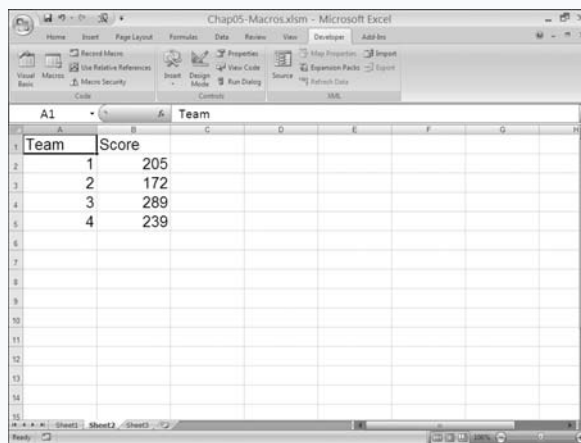 Chap05-Macros.xlsm - Microsoft Excel
Home Insert Page Layout Formulas Data Review View Developer Add-Ins
Visual Basic Macros Record Macro Use Relative References Macro Security
Insert Design Mode Properties View Code Run Dialog
Source Map Properties Expansion Packs Refresh Data Import Export
Code Controls XML
A1 fx Team
A B C D E F G H
1 Team Score
2 1 205
3 2 172
4 3 289
5 4 239
6
7
8
9
10
11
12
13
14
15
Sheet1 Sheet2 Sheet3
Ready 100%